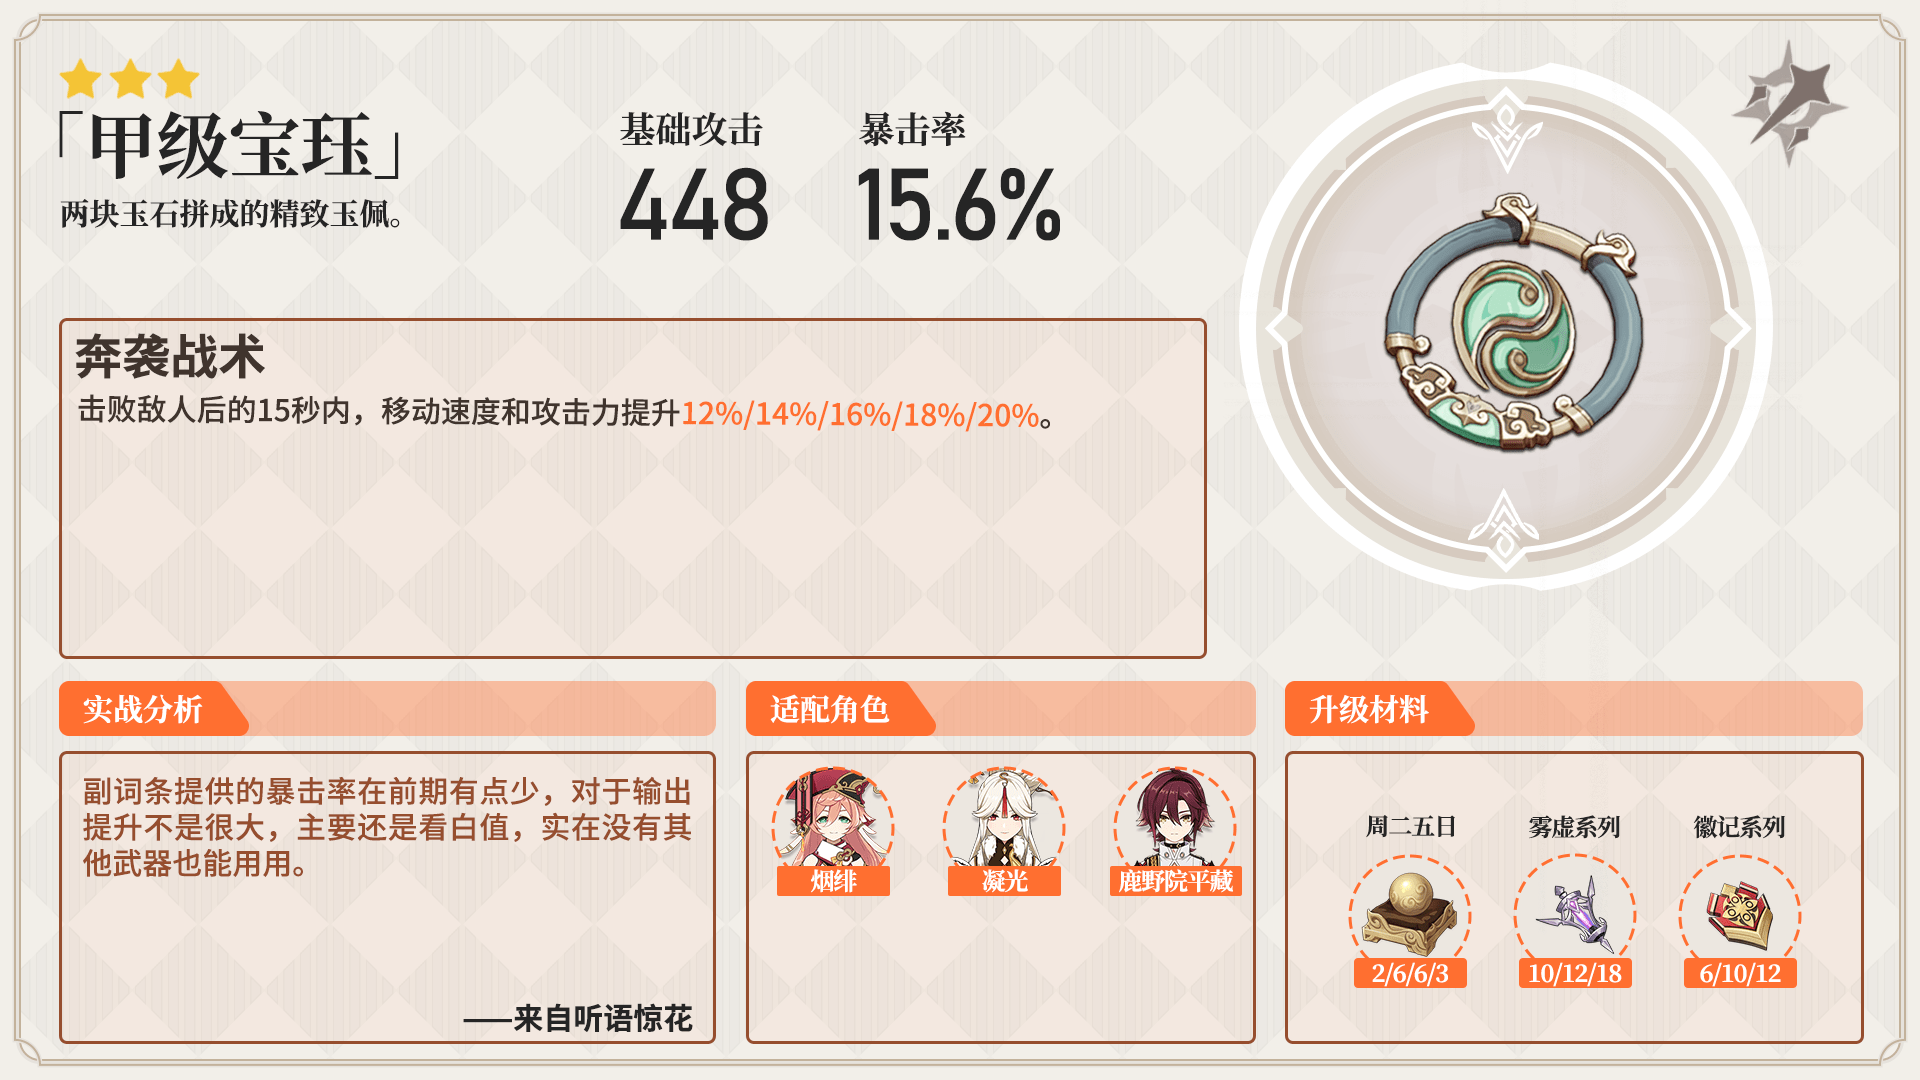 「甲级宝珏」
两块玉石拼成的精致玉佩。
基础攻击
448
暴击率
15.6%
奔袭战术
击败敌人后的15秒内，移动速度和攻击力提升12%/14%/16%/18%/20%。
实战分析
副词条提供的暴击率在前期有点少，对于输出
提升不是很大，主要还是看白值，实在没有其
他武器也能用用。
——来自听语惊花
适配角色
烟绯
凝光
鹿野院平藏
升级材料
周二五日
雾虚系列
徽记系列
2/6/6/3
10/12/18
6/10/12